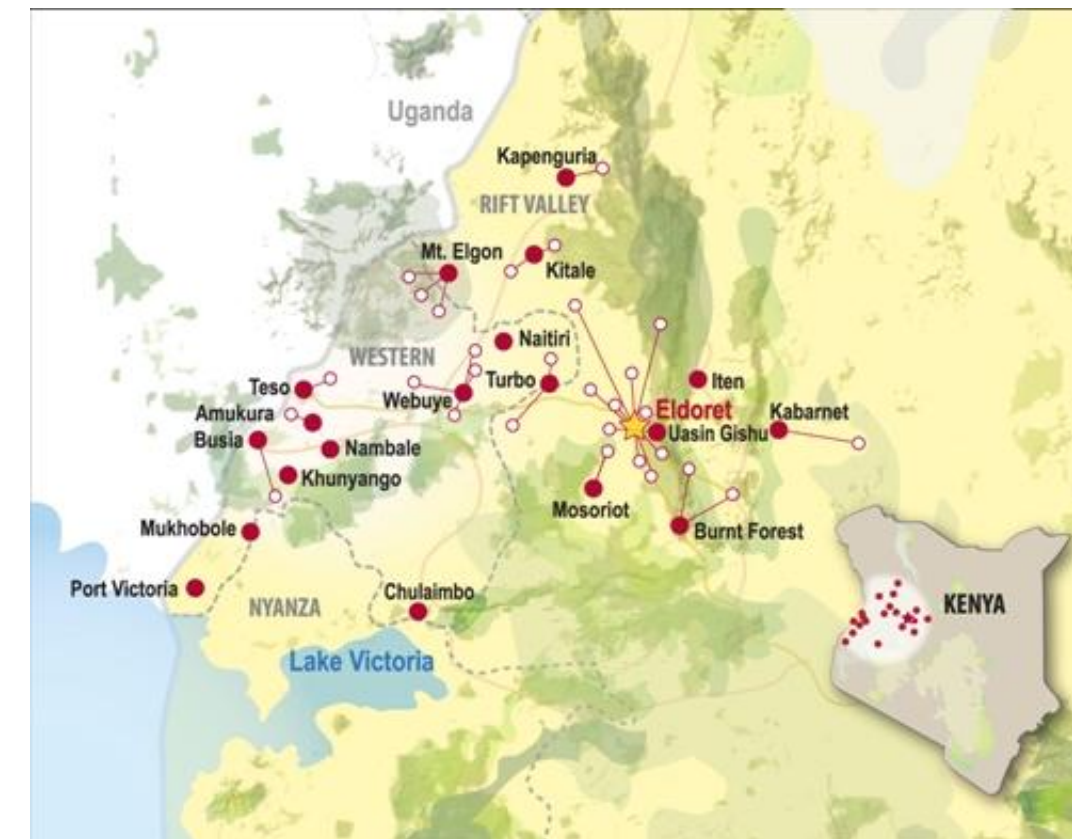 Uganda
Kapenguria
RIFT VALLEY
Mt. Elgon
Kitale
Naitiri
WESTERN
Teso
Webuye
Turbo
Iten
Amukura
Eldoret
Kabarnet
Busia
Uasin Gishu
Nambale
Khunyango
Mosoriot
Mukhobole
Burnt Forest
Port Victoria
NYANZA
Chulaimbo
KENYA
Lake Victoria